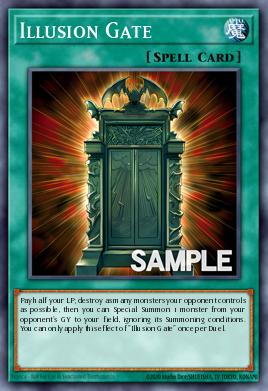 ILLUSION GATE
魔
[SPELL CARD]
SAMPLE
Pay half your LP, destroy as many monsters your opponent controls
as possible, then you can Special Summon 1 monster from your
opponent's GY to your field, ignoring its Summoning conditions.
You can only apply this effect of "Illusion Gate" once per Duel.